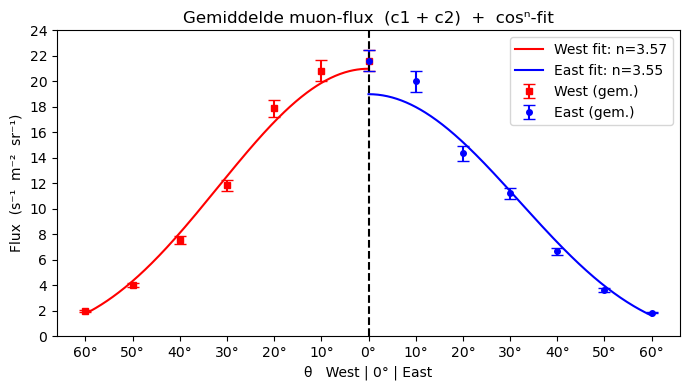 Gemiddelde muon-flux (c1 + c2) + cosⁿ-fit
Flux (s⁻¹ m⁻² sr⁻¹)
24
22
20
18
16
14
12
10
8
6
4
2
0
West fit: n=3.57
East fit: n=3.55
West (gem.)
East (gem.)
60° 50° 40° 30° 20° 10° 0° 10° 20° 30° 40° 50° 60°
θ West | 0° | East